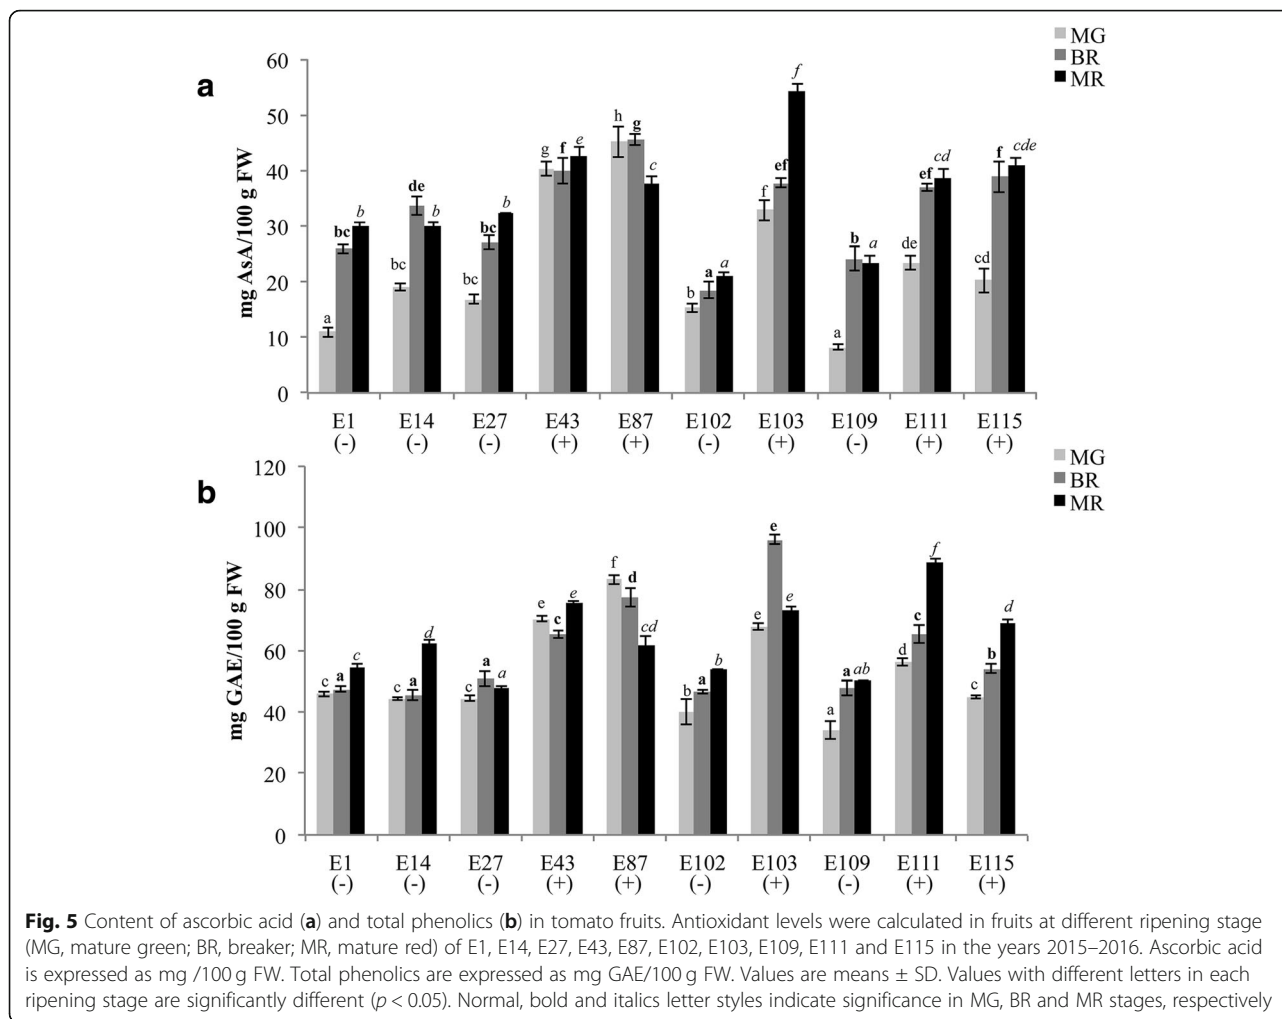 a
MG
BR
MR
mg AsA/100 g FW
60
50
40
30
20
10
0
a bc b
bc de b
bc bc b
g f e
h g c
b a a
f ef f
a b a
de ef cd
cd f cde
E1 E14 E27 E43 E87 E102 E103 E109 E111 E115
(-) (-) (-) (+) (+) (-) (+) (-) (+) (+)
b
MG
BR
MR
mg GAE/100 g FW
120
100
80
60
40
20
0
c a c
c a d
c a a
e c e
f d cd
b a b
e e e
a a ab
d c f
c b d
E1 E14 E27 E43 E87 E102 E103 E109 E111 E115
(-) (-) (-) (+) (+) (-) (+) (-) (+) (+)
Fig. 5 Content of ascorbic acid (a) and total phenolics (b) in tomato fruits. Antioxidant levels were calculated in fruits at different ripening stage
(MG, mature green; BR, breaker; MR, mature red) of E1, E14, E27, E43, E87, E102, E103, E109, E111 and E115 in the years 2015–2016. Ascorbic acid
is expressed as mg /100 g FW. Total phenolics are expressed as mg GAE/100 g FW. Values are means ± SD. Values with different letters in each
ripening stage are significantly different (p < 0.05). Normal, bold and italics letter styles indicate significance in MG, BR and MR stages, respectively